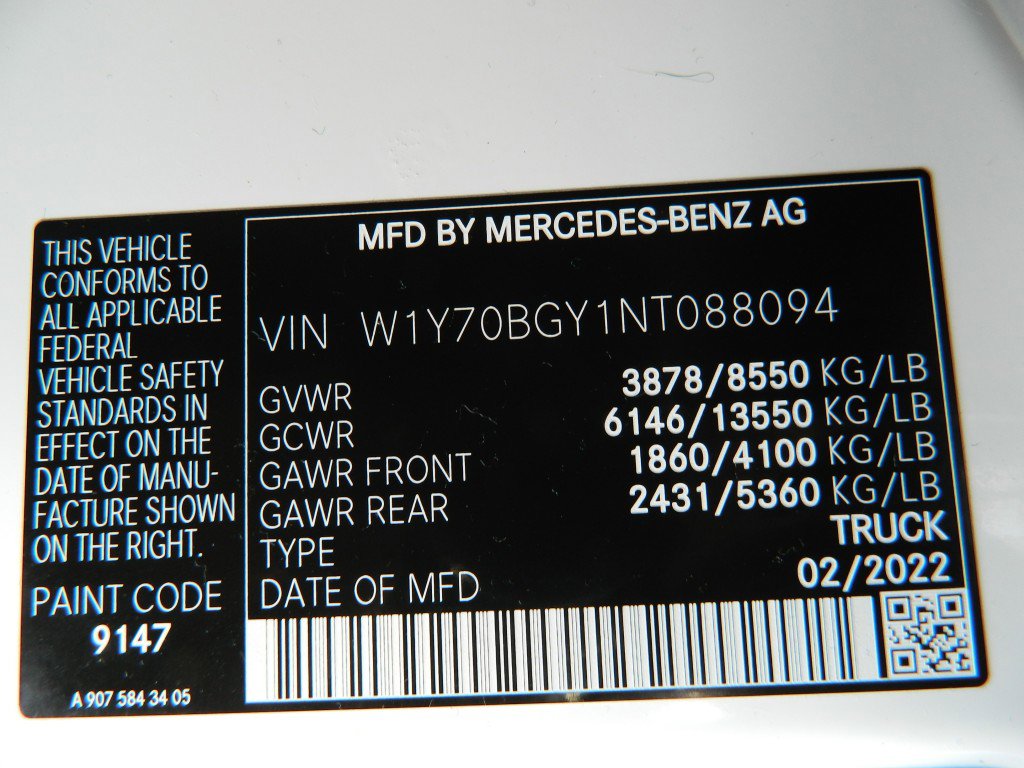 THIS VEHICLE
CONFORMS TO
ALL APPLICABLE
FEDERAL
VEHICLE SAFETY
STANDARDS IN
EFFECT ON THE
DATE OF MANU-
FACTURE SHOWN
ON THE RIGHT.
PAINT CODE
9147
A 907 584 34 05
MFD BY MERCEDES-BENZ AG
VIN W1Y70BGY1NT088094
GVWR 3878/8550 KG/LB
GCWR 6146/13550 KG/LB
GAWR FRONT 1860/4100 KG/LB
GAWR REAR 2431/5360 KG/LB
TYPE TRUCK
DATE OF MFD 02/2022